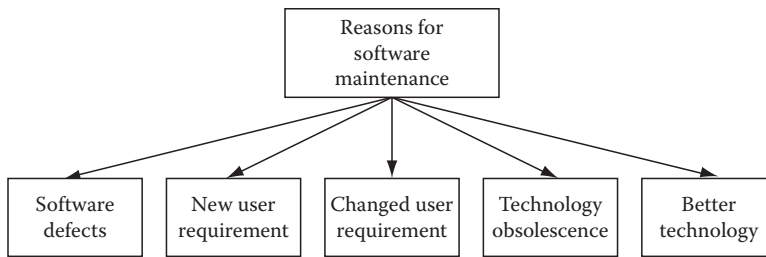 Reasons for
software
maintenance
Software
defects
New user
requirement
Changed user
requirement
Technology
obsolescence
Better
technology